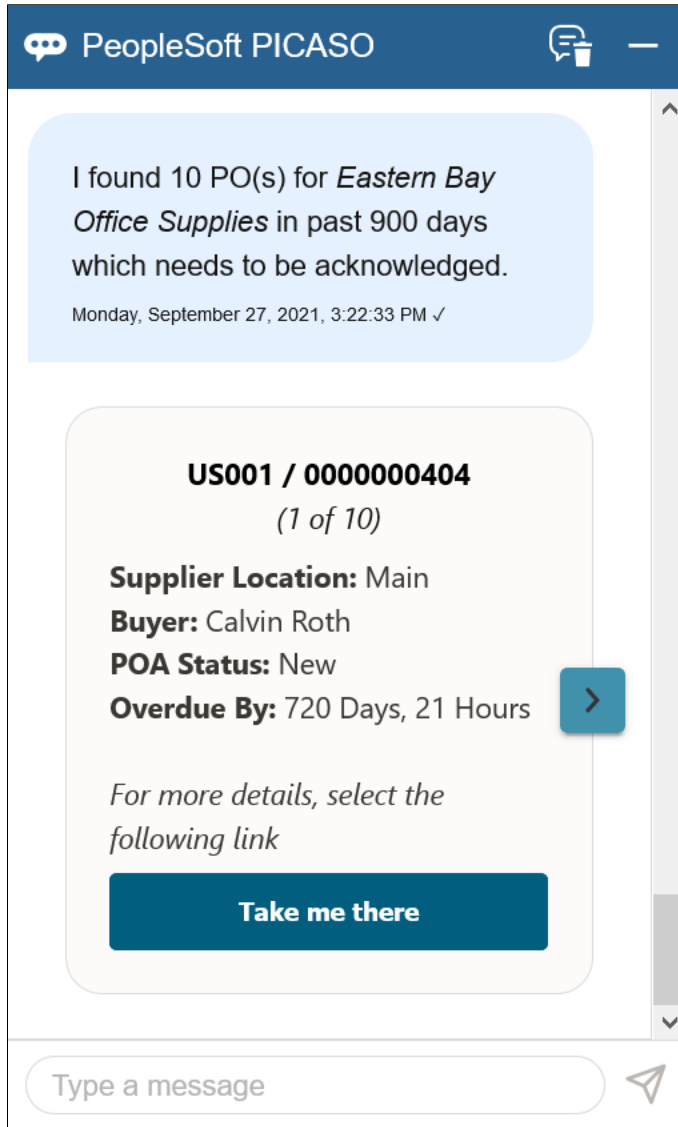 PeopleSoft PICASO
I found 10 PO(s) for Eastern Bay
Office Supplies in past 900 days
which needs to be acknowledged.
Monday, September 27, 2021, 3:22:33 PM ✓
US001 / 0000000404
(1 of 10)
Supplier Location: Main
Buyer: Calvin Roth
POA Status: New
Overdue By: 720 Days, 21 Hours
For more details, select the
following link
Take me there
Type a message